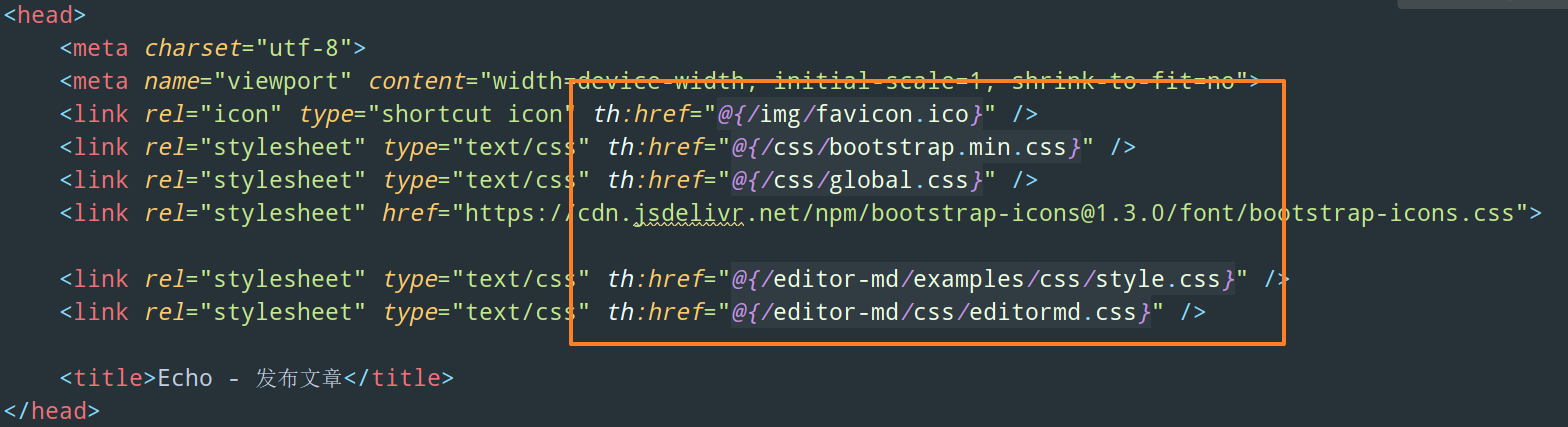 <head>
<meta charset="utf-8">
<meta name="viewport" content="width=device-width, initial-scale=1, shrink-to-fit=no">
<link rel="icon" type="shortcut icon" th:href="@{/img/favicon.ico}" />
<link rel="stylesheet" type="text/css" th:href="@{/css/bootstrap.min.css}" />
<link rel="stylesheet" type="text/css" th:href="@{/css/global.css}" />
<link rel="stylesheet" href="https://cdn.jsdelivr.net/npm/bootstrap-icons@1.3.0/font/bootstrap-icons.css">
<link rel="stylesheet" type="text/css" th:href="@{/editor-md/examples/css/style.css}" />
<link rel="stylesheet" type="text/css" th:href="@{/editor-md/css/editormd.css}" />
<title>Echo - 发布文章</title>
</head>